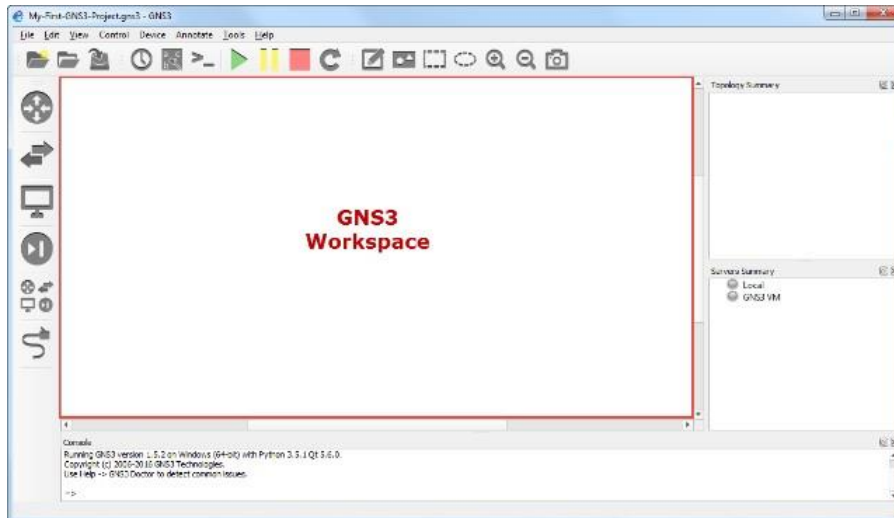 My-First-GNS3-Project.gns3 - GNS3
File Edit View Control Device Annotate Tools Help
Topology Summary
GNS3
Workspace
Servers Summary
Local
GNS3 VM
Console
Running GNS3 version 1.5.2 on Windows (64-bit) with Python 3.5.1 Qt 5.6.0.
Copyright (c) 2006-2016 GNS3 Technologies.
Use Help -> GNS3 Doctor to detect common issues.
=>